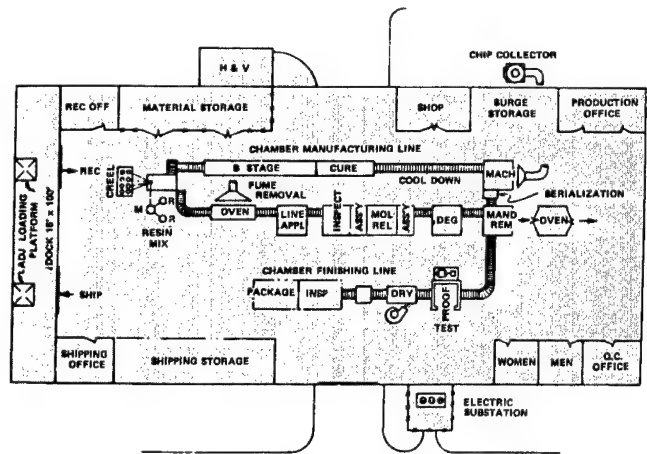 CHIP COLLECTOR
H & V
REC OFF
MATERIAL STORAGE
SHOP
SURGE
STORAGE
PRODUCTION
OFFICE
CHAMBER MANUFACTURING LINE
REC
CREEL
B STAGE
CURE
COOL DOWN
MACH
FUME
REMOVAL
SERIALIZATION
M
R
R
RESIN
MIX
OVEN
LINE
APPL
INSPECT
ASS'Y
MOL
REL
ASS'Y
DEG
MAND
REM
OVEN
ADJ LOADING
PLATFORM
/DOCK 15" x 100'
CHAMBER FINISHING LINE
SHIP
PACKAGE
INSP
DRY
PROOF
TEST
SHIPPING
OFFICE
SHIPPING STORAGE
WOMEN
MEN
Q.C.
OFFICE
ELECTRIC
SUBSTATION